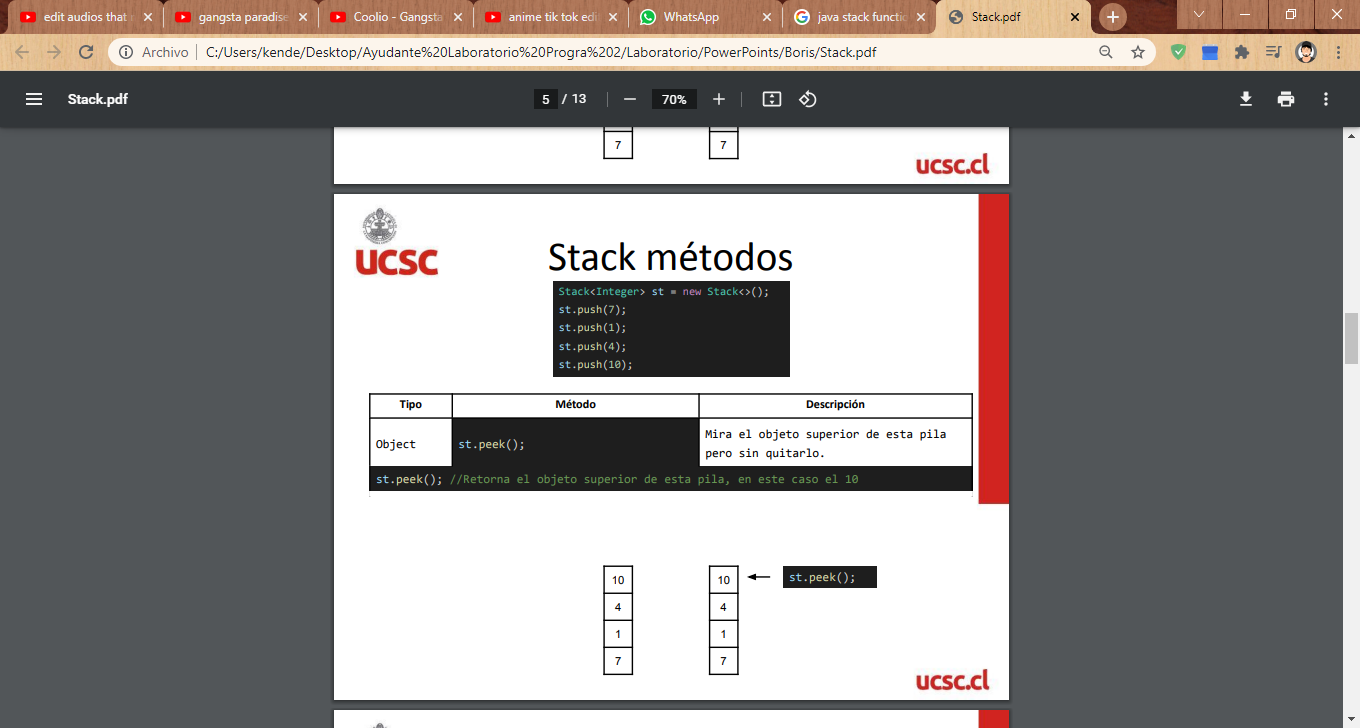 edit audios that
gangsta paradise
Coolio - Gangsta
anime tik tok edi
WhatsApp
java stack functio
Stack.pdf
Archivo
C:/Users/kende/Desktop/Ayudante%20Laboratorio%20Progra%202/Laboratorio/PowerPoints/Boris/Stack.pdf
Stack.pdf
5 / 13
70%
7 7
ucsc.cl
UCSC
Stack métodos
Stack<Integer> st = new Stack<>();
st.push(7);
st.push(1);
st.push(4);
st.push(10);
Tipo Método Descripción
Object st.peek(); Mira el objeto superior de esta pila
pero sin quitarlo.
st.peek(); //Retorna el objeto superior de esta pila, en este caso el 10
10 10 st.peek();
4 4
1 1
7 7
ucsc.cl